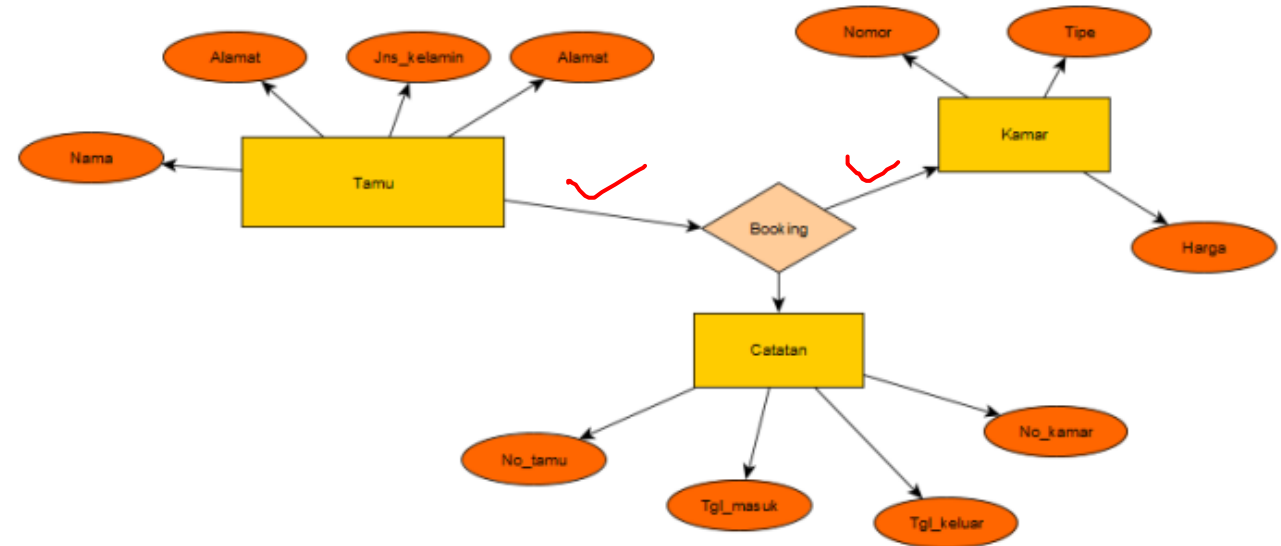 Alamat
Jns_kelamin
Alamat
Nama
Tamu
Nomor
Tipe
Kamar
Harga
Booking
Catatan
No_tamu
Tgl_masuk
Tgl_keluar
No_kamar